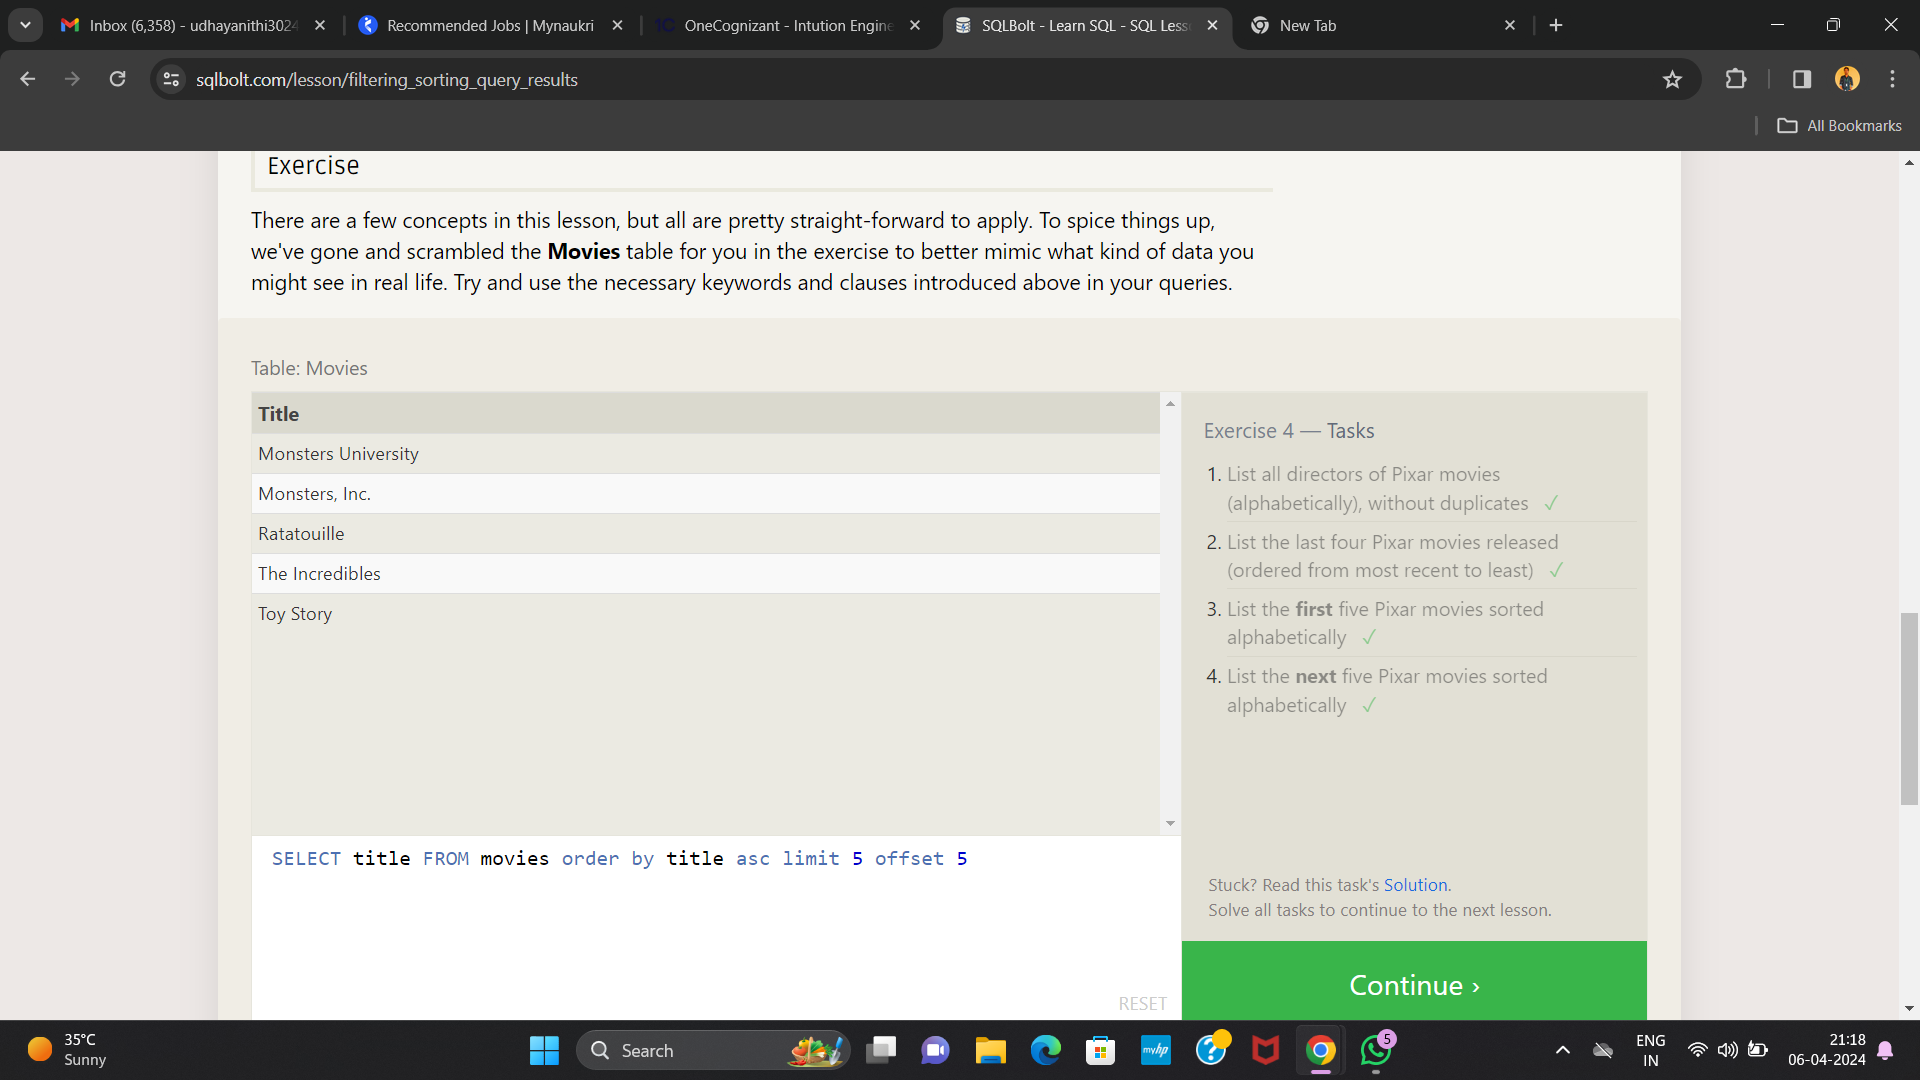 Inbox (6,358) - udhayanithi3024
Recommended Jobs | Mynaukri
OneCognizant - Intution Engine
SQLBolt - Learn SQL - SQL Less
New Tab
sqlbolt.com/lesson/filtering_sorting_query_results
All Bookmarks
Exercise
There are a few concepts in this lesson, but all are pretty straight-forward to apply. To spice things up,
we've gone and scrambled the Movies table for you in the exercise to better mimic what kind of data you
might see in real life. Try and use the necessary keywords and clauses introduced above in your queries.
Table: Movies
Title
Monsters University
Monsters, Inc.
Ratatouille
The Incredibles
Toy Story
SELECT title FROM movies order by title asc limit 5 offset 5
RESET
Exercise 4 — Tasks
1. List all directors of Pixar movies
(alphabetically), without duplicates ✓
2. List the last four Pixar movies released
(ordered from most recent to least) ✓
3. List the first five Pixar movies sorted
alphabetically ✓
4. List the next five Pixar movies sorted
alphabetically ✓
Stuck? Read this task's Solution.
Solve all tasks to continue to the next lesson.
Continue ›
35°C
Sunny
Search
myhp
5
ENG
IN
21:18
06-04-2024